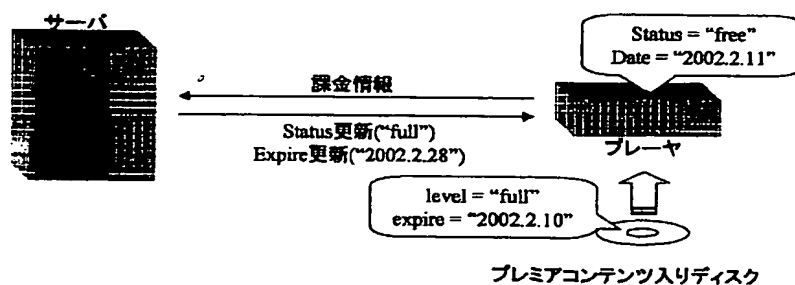 サーバ
Status = “free”
Date = “2002.2.11”
課金情報
Status更新(“full”)
Expire更新(“2002.2.28”)
プレーヤ
level = “full”
expire = “2002.2.10”
プレミアコンテンツ入りディスク